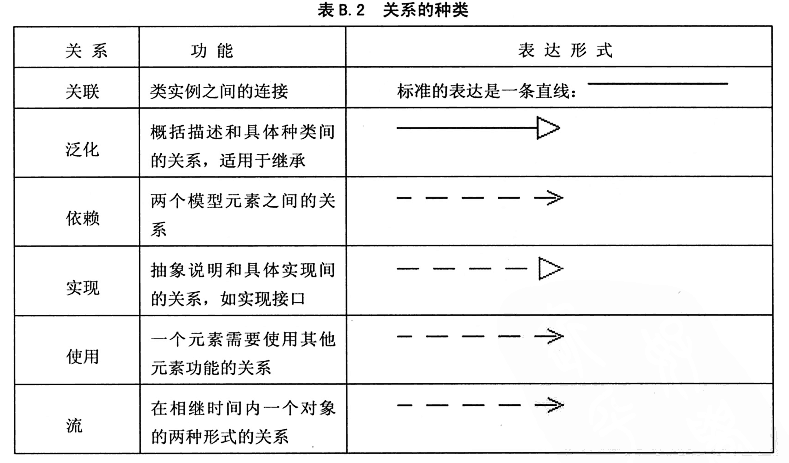 表 B.2 关系的种类
关 系 功 能 表 达 形 式
关联 类实例之间的连接 标准的表达是一条直线:
泛化 概括描述和具体种类间
的关系,适用于继承
依赖 两个模型元素之间的关
系
实现 抽象说明和具体实现间
的关系,如实现接口
使用 一个元素需要使用其他
元素功能的关系
流 在相继时间内一个对象
的两种形式的关系